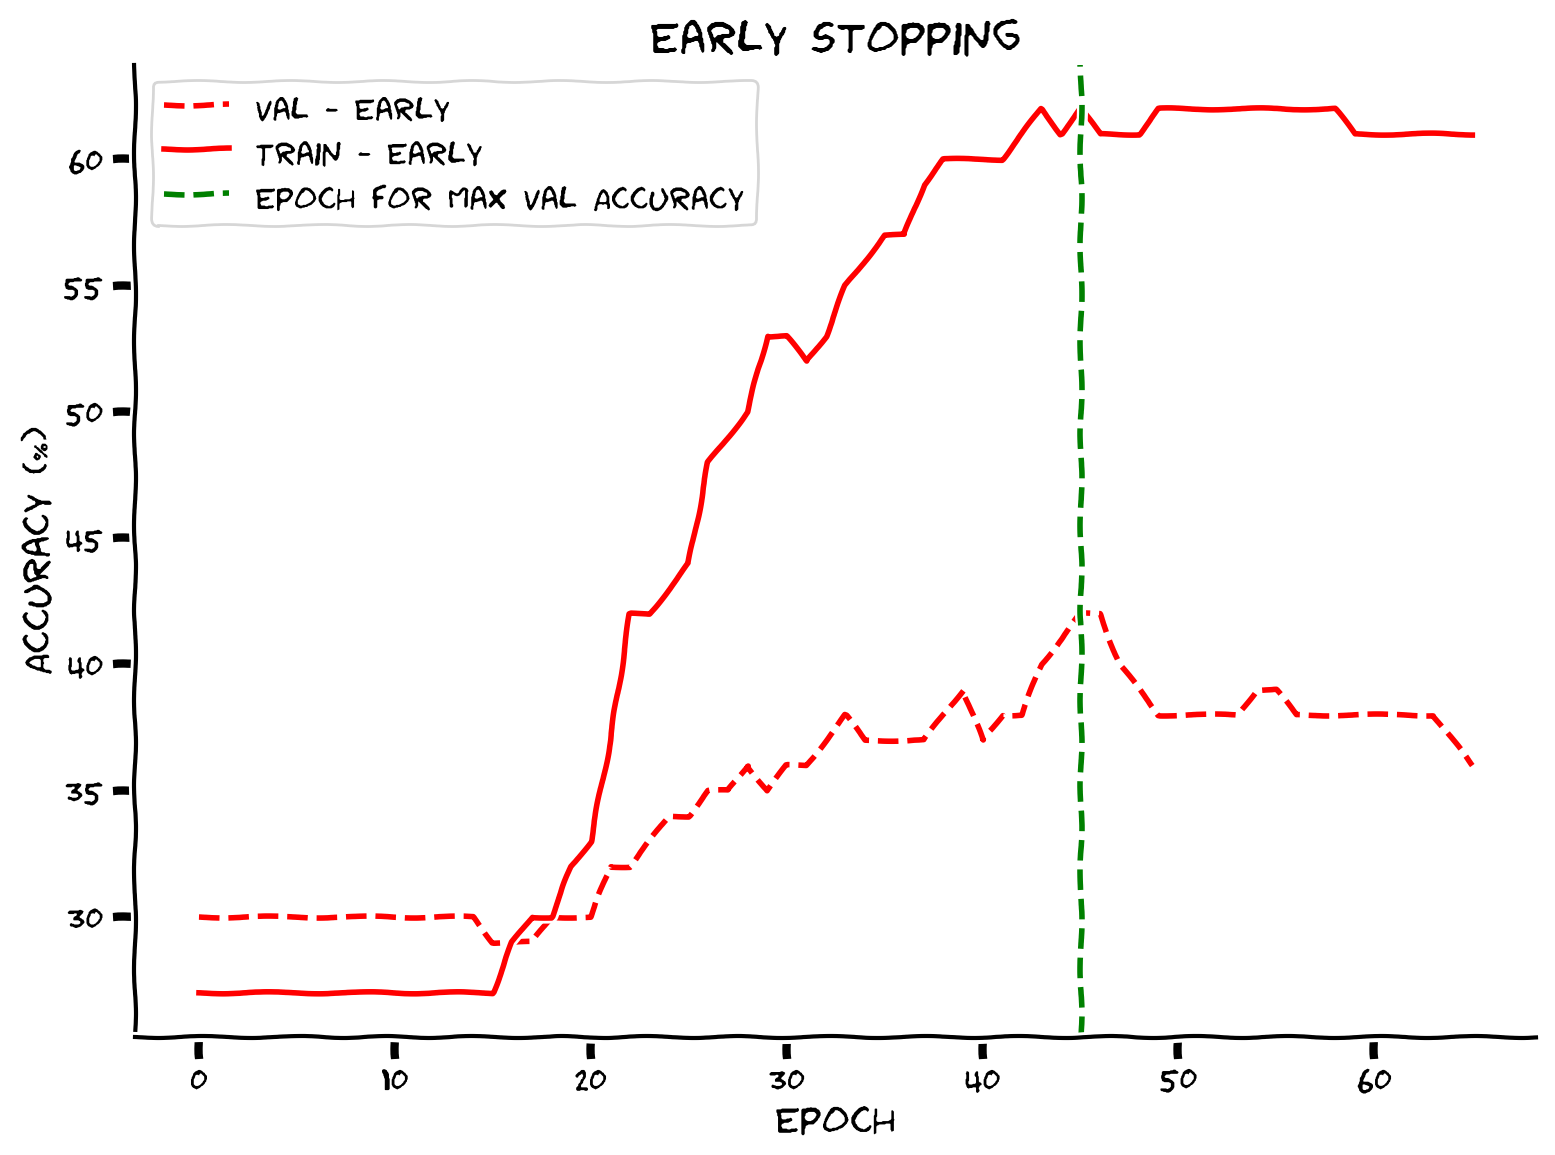 EARLY STOPPING
VAL - EARLY
TRAIN - EARLY
EPOCH FOR MAX VAL ACCURACY
ACCURACY (%)
60
55
50
45
40
35
30
0 10 20 30 40 50 60
EPOCH